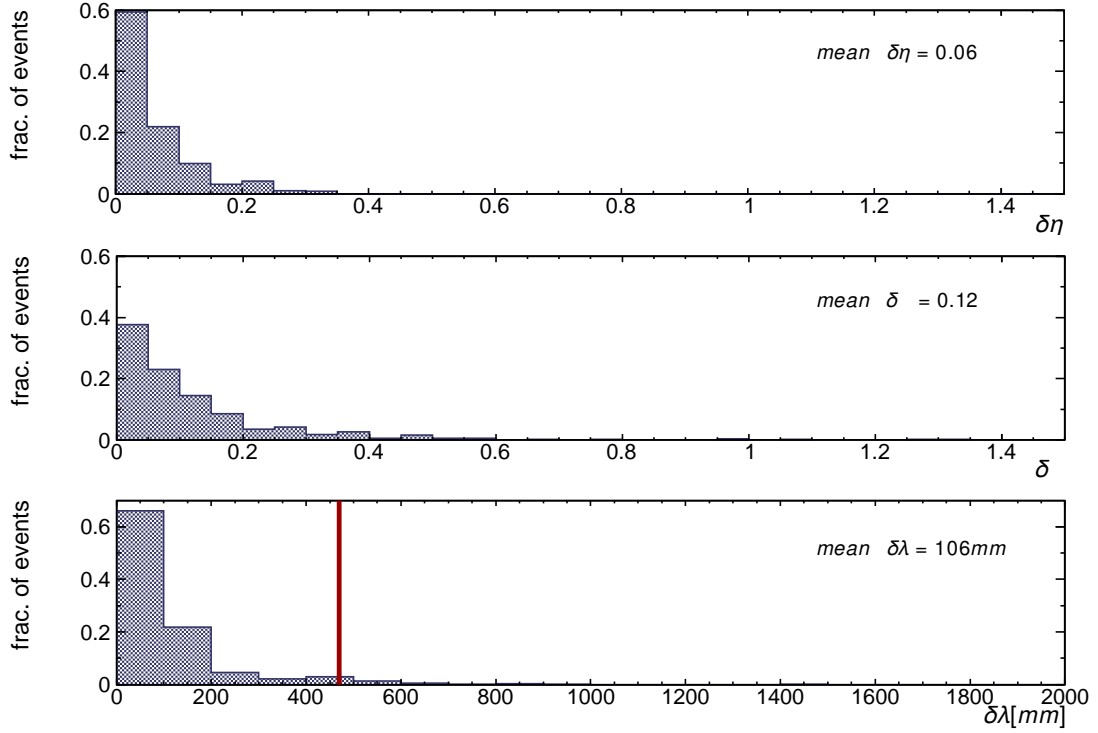 frac. of events
0.6
0.4
0.2
0
mean δη = 0.06
0 0.2 0.4 0.6 0.8 1 1.2 1.4
δη
frac. of events
0.6
0.4
0.2
0
mean δ = 0.12
0 0.2 0.4 0.6 0.8 1 1.2 1.4
δ
frac. of events
0.6
0.4
0.2
0
mean δλ = 106mm
0 200 400 600 800 1000 1200 1400 1600 1800 2000
δλ[mm]